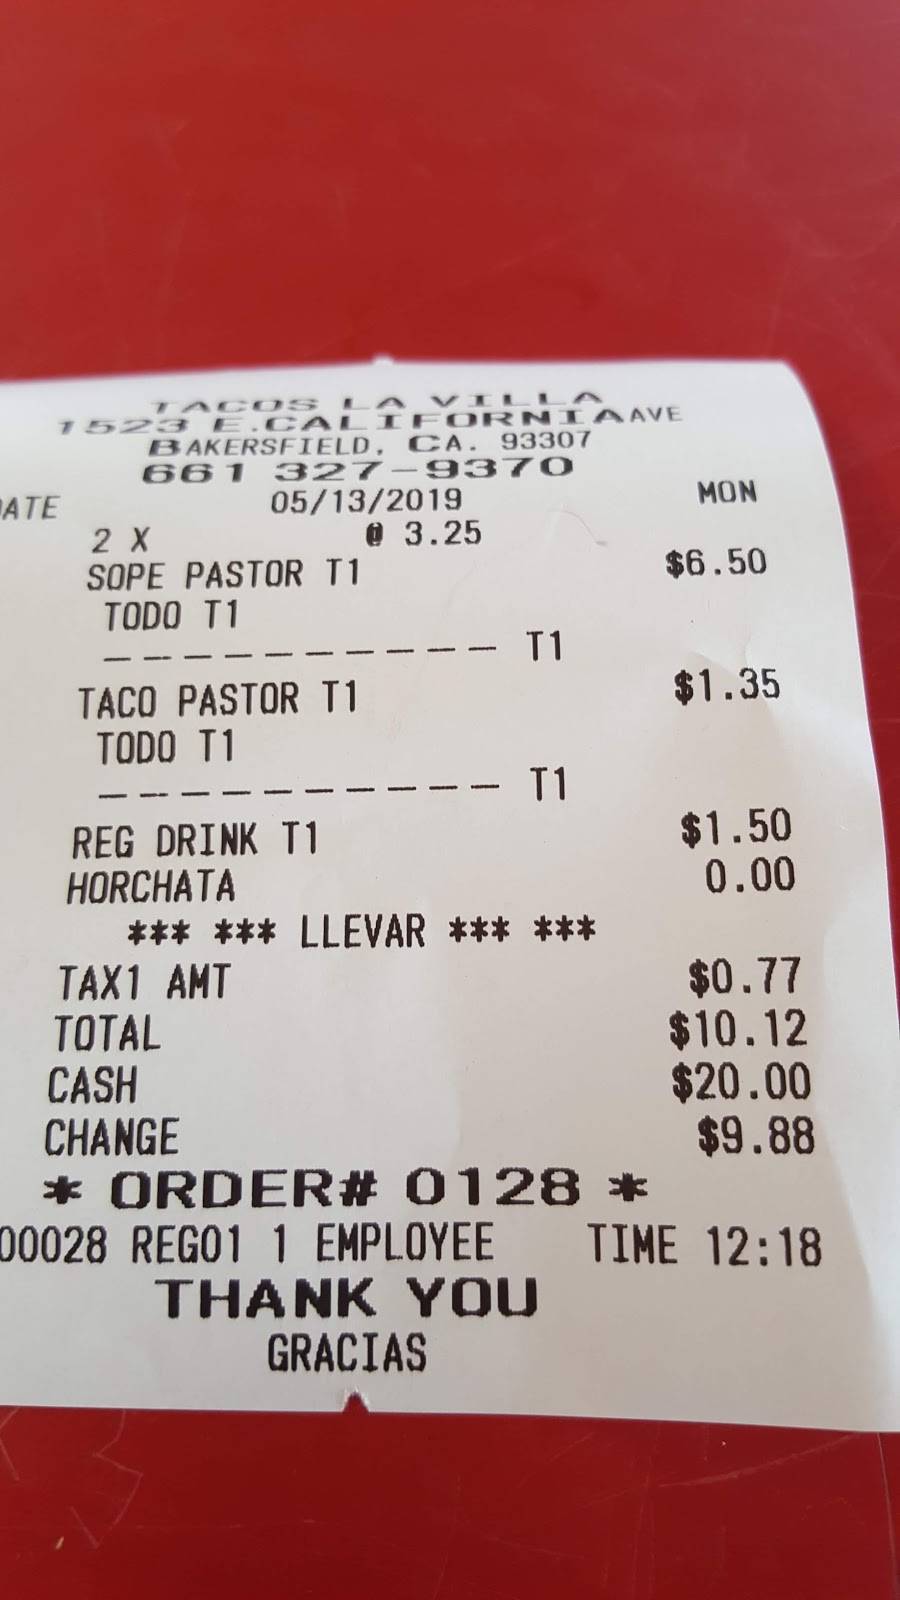 TACOS LA VILLA
1523 E.CALIFORNIA AVE
BAKERSFIELD, CA. 93307
661 327-9370
DATE 05/13/2019 MON
2 X @ 3.25
SOPE PASTOR T1 $6.50
TODO T1
----------- T1
TACO PASTOR T1 $1.35
TODO T1
----------- T1
REG DRINK T1 $1.50
HORCHATA 0.00
*** *** LLEVAR *** ***
TAX1 AMT $0.77
TOTAL $10.12
CASH $20.00
CHANGE $9.88
* ORDER# 0128 *
00028 REG01 1 EMPLOYEE TIME 12:18
THANK YOU
GRACIAS